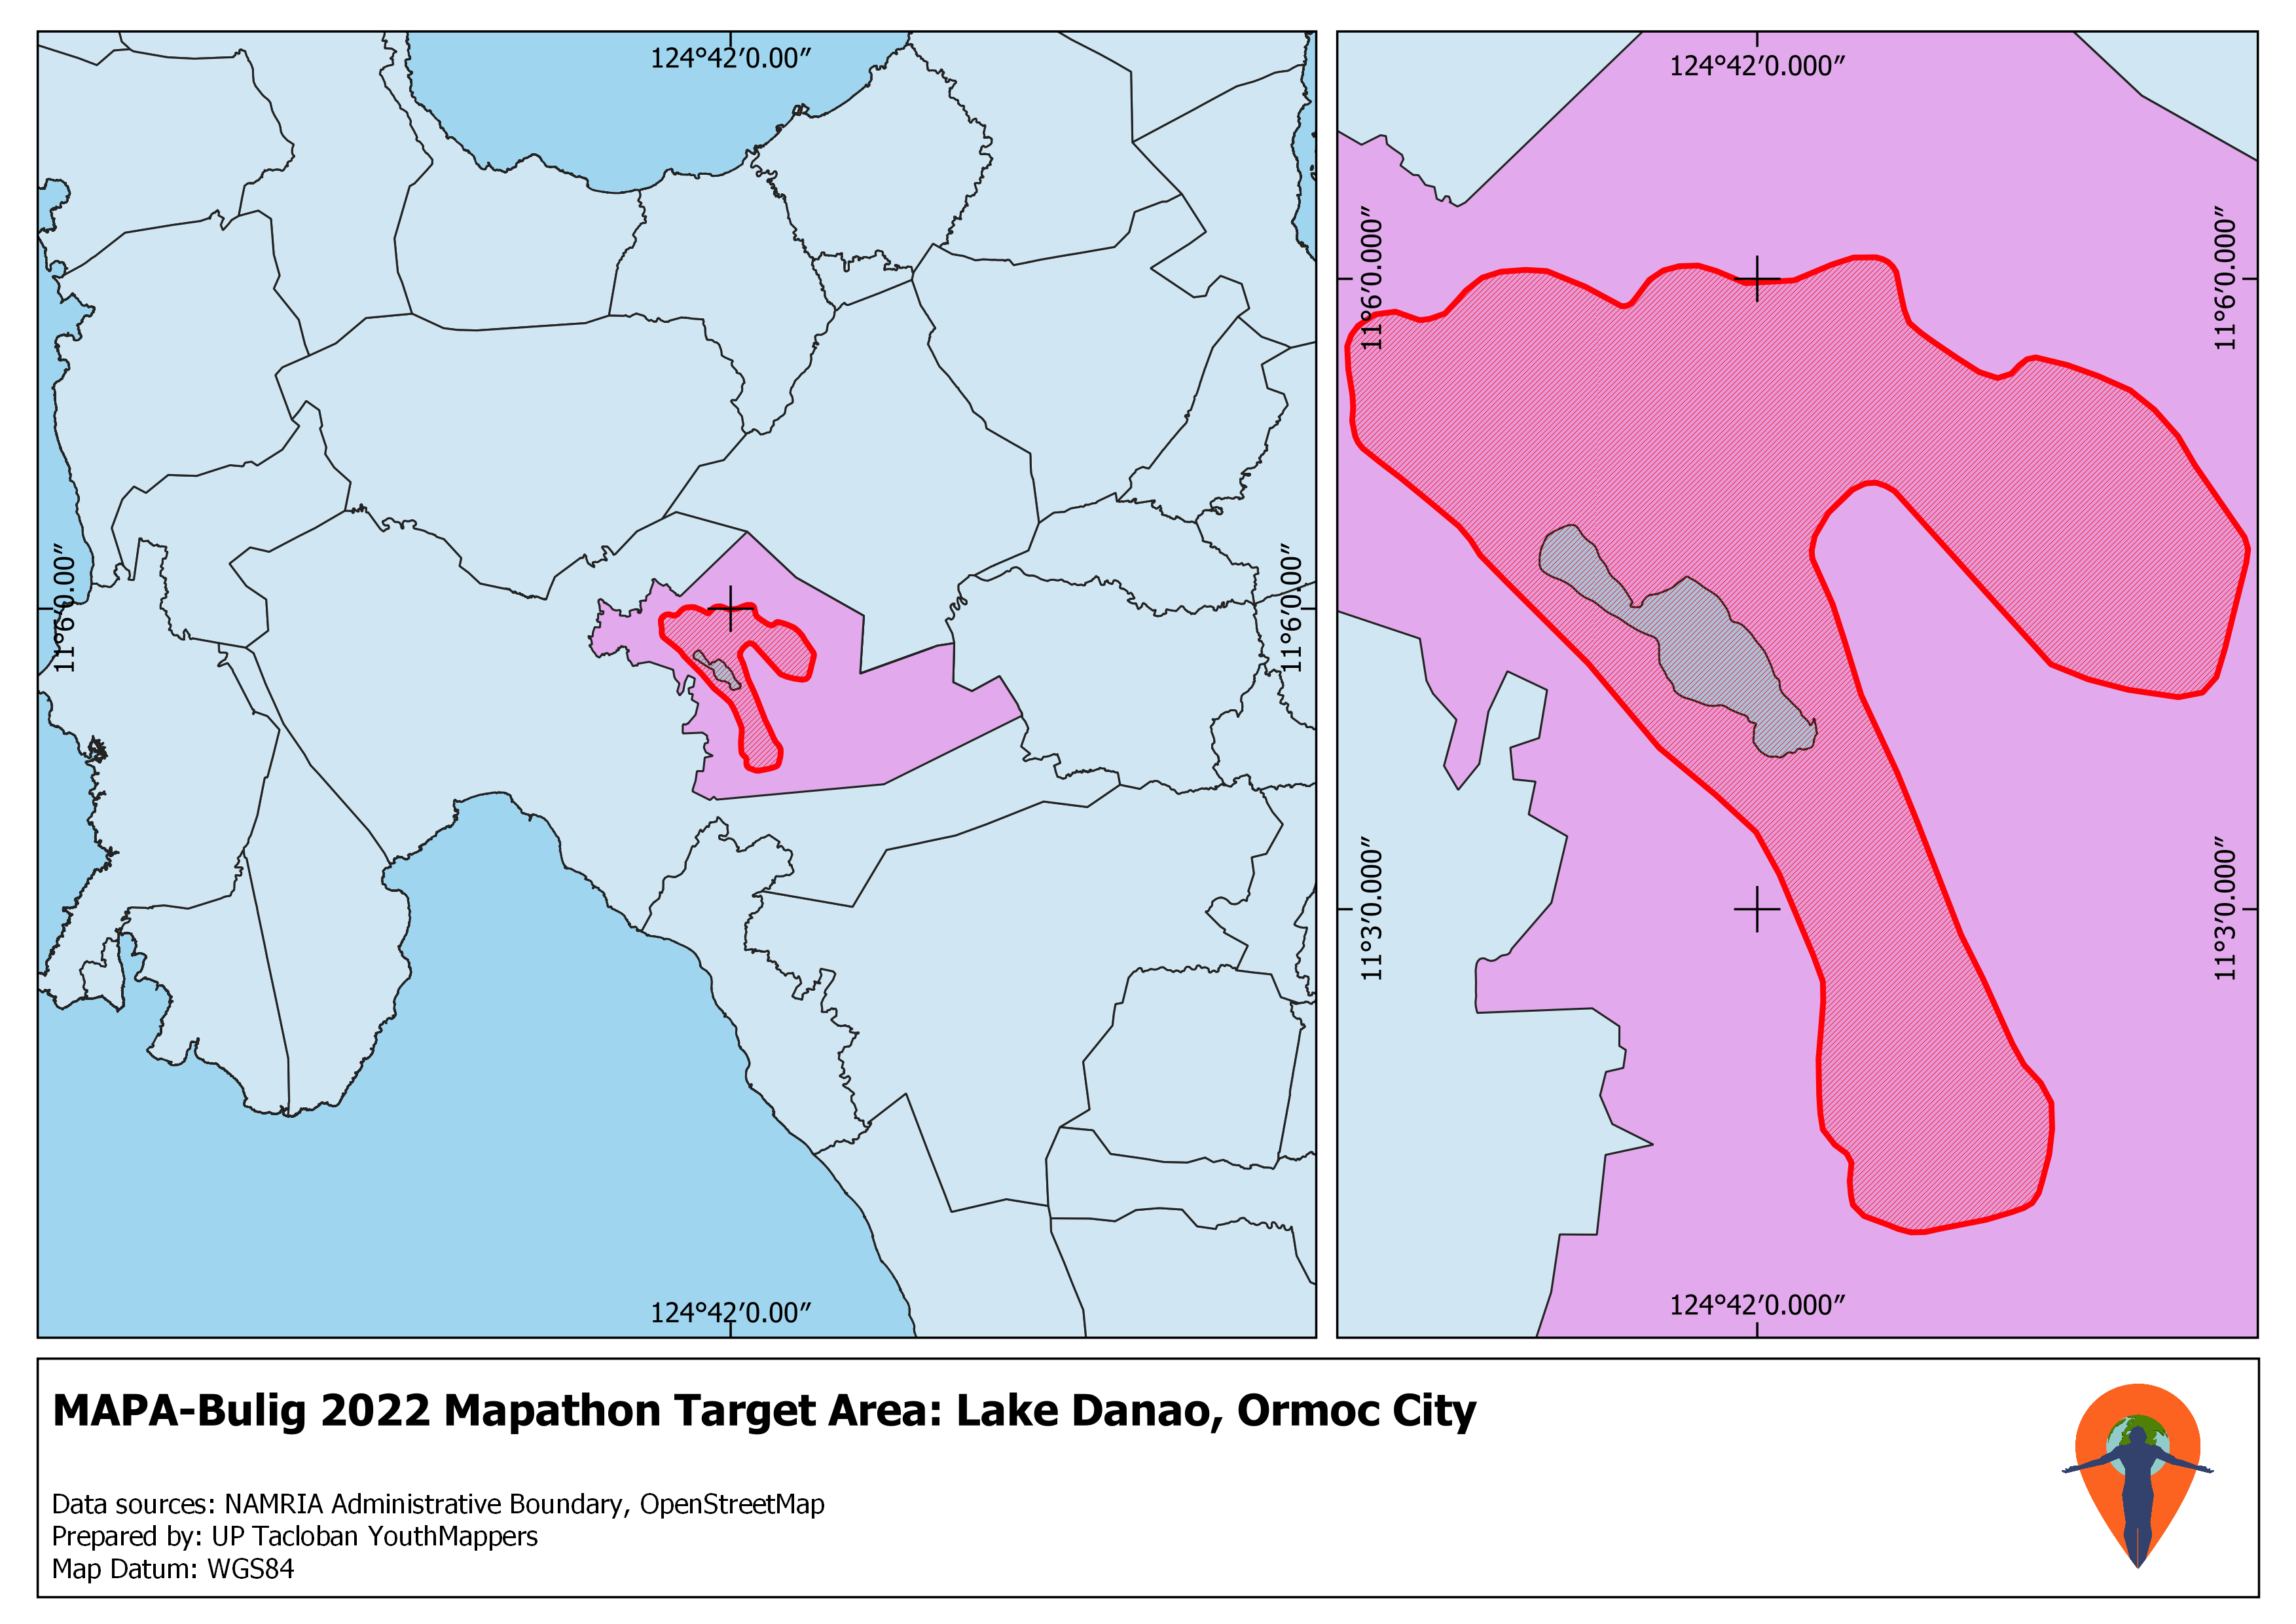 124°42′0.00″
124°42′0.000″
11°6′0.00″
11°6′0.00″
11°6′0.000″
11°6′0.000″
11°3′0.000″
11°3′0.000″
124°42′0.00″
124°42′0.000″
MAPA-Bulig 2022 Mapathon Target Area: Lake Danao, Ormoc City
Data sources: NAMRIA Administrative Boundary, OpenStreetMap
Prepared by: UP Tacloban YouthMappers
Map Datum: WGS84